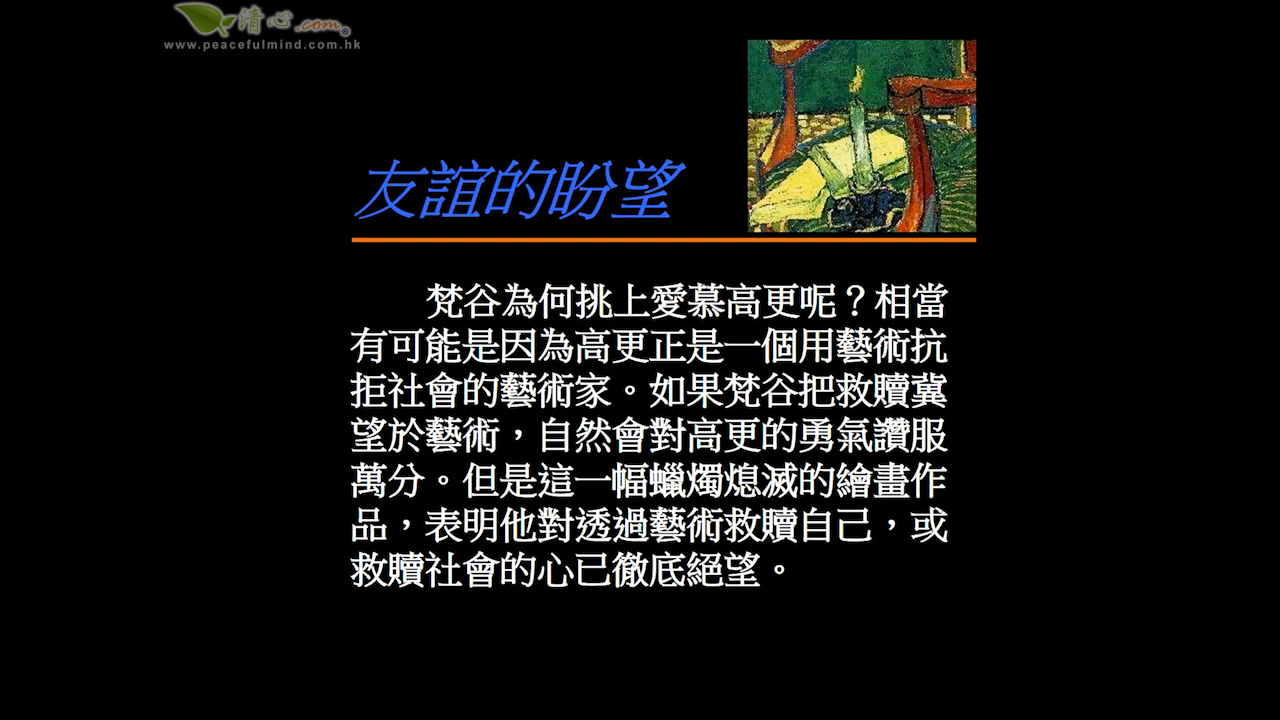 清心.com®
www.peacefulmind.com.hk
友誼的盼望
梵谷為何挑上愛慕高更呢？相當
有可能是因為高更正是一個用藝術抗
拒社會的藝術家。如果梵谷把救贖冀
望於藝術，自然會對高更的勇氣讚服
萬分。但是這一幅蠟燭熄滅的繪畫作
品，表明他對透過藝術救贖自己，或
救贖社會的心已徹底絕望。